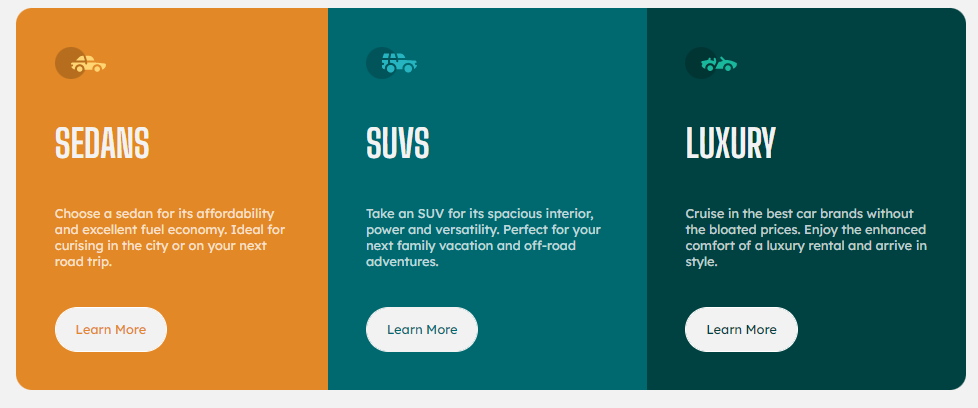 SEDANS
Choose a sedan for its affordability
and excellent fuel economy. Ideal for
curising in the city or on your next
road trip.
Learn More
SUVS
Take an SUV for its spacious interior,
power and versatility. Perfect for your
next family vacation and off-road
adventures.
Learn More
LUXURY
Cruise in the best car brands without
the bloated prices. Enjoy the enhanced
comfort of a luxury rental and arrive in
style.
Learn More